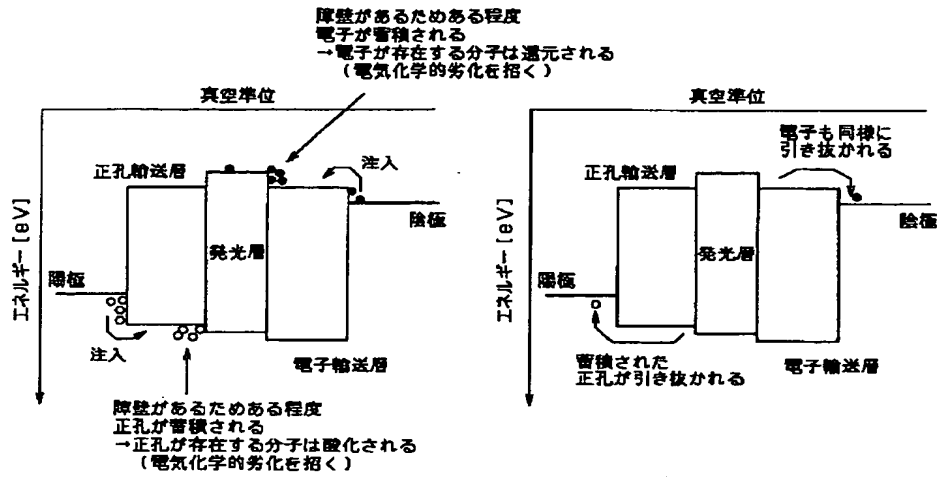 障壁があるためある程度
電子が蓄積される
→電子が存在する分子は還元される
(電気化学的劣化を招く)
真空準位
エネルギー[eV]
正孔輸送層
注入
陰極
発光層
陽極
注入
電子輸送層
障壁があるためある程度
正孔が蓄積される
→正孔が存在する分子は酸化される
(電気化学的劣化を招く)
真空準位
エネルギー[eV]
電子も同様に
引き抜かれる
正孔輸送層
陰極
発光層
陽極
蓄積された
正孔が引き抜かれる
電子輸送層